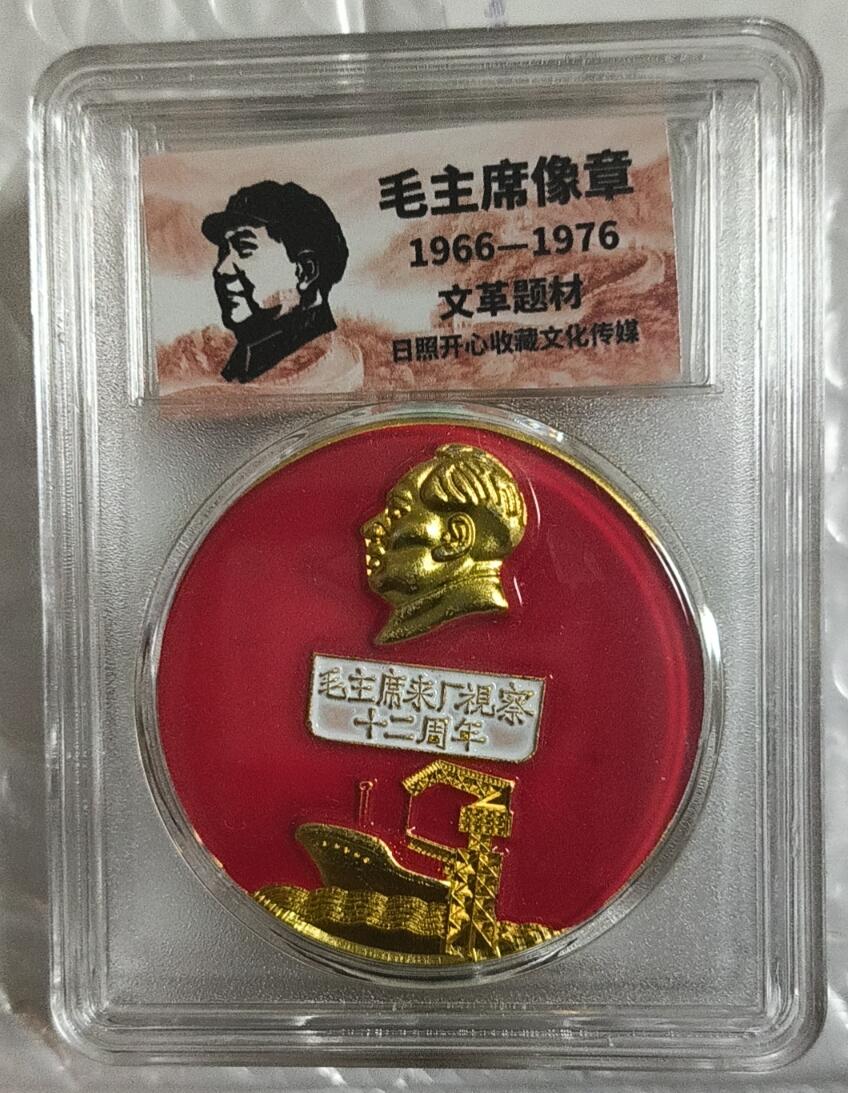 毛主席像章
1966—1976
文革题材
日照开心收藏文化传媒
毛主席来厂視察
十二周年